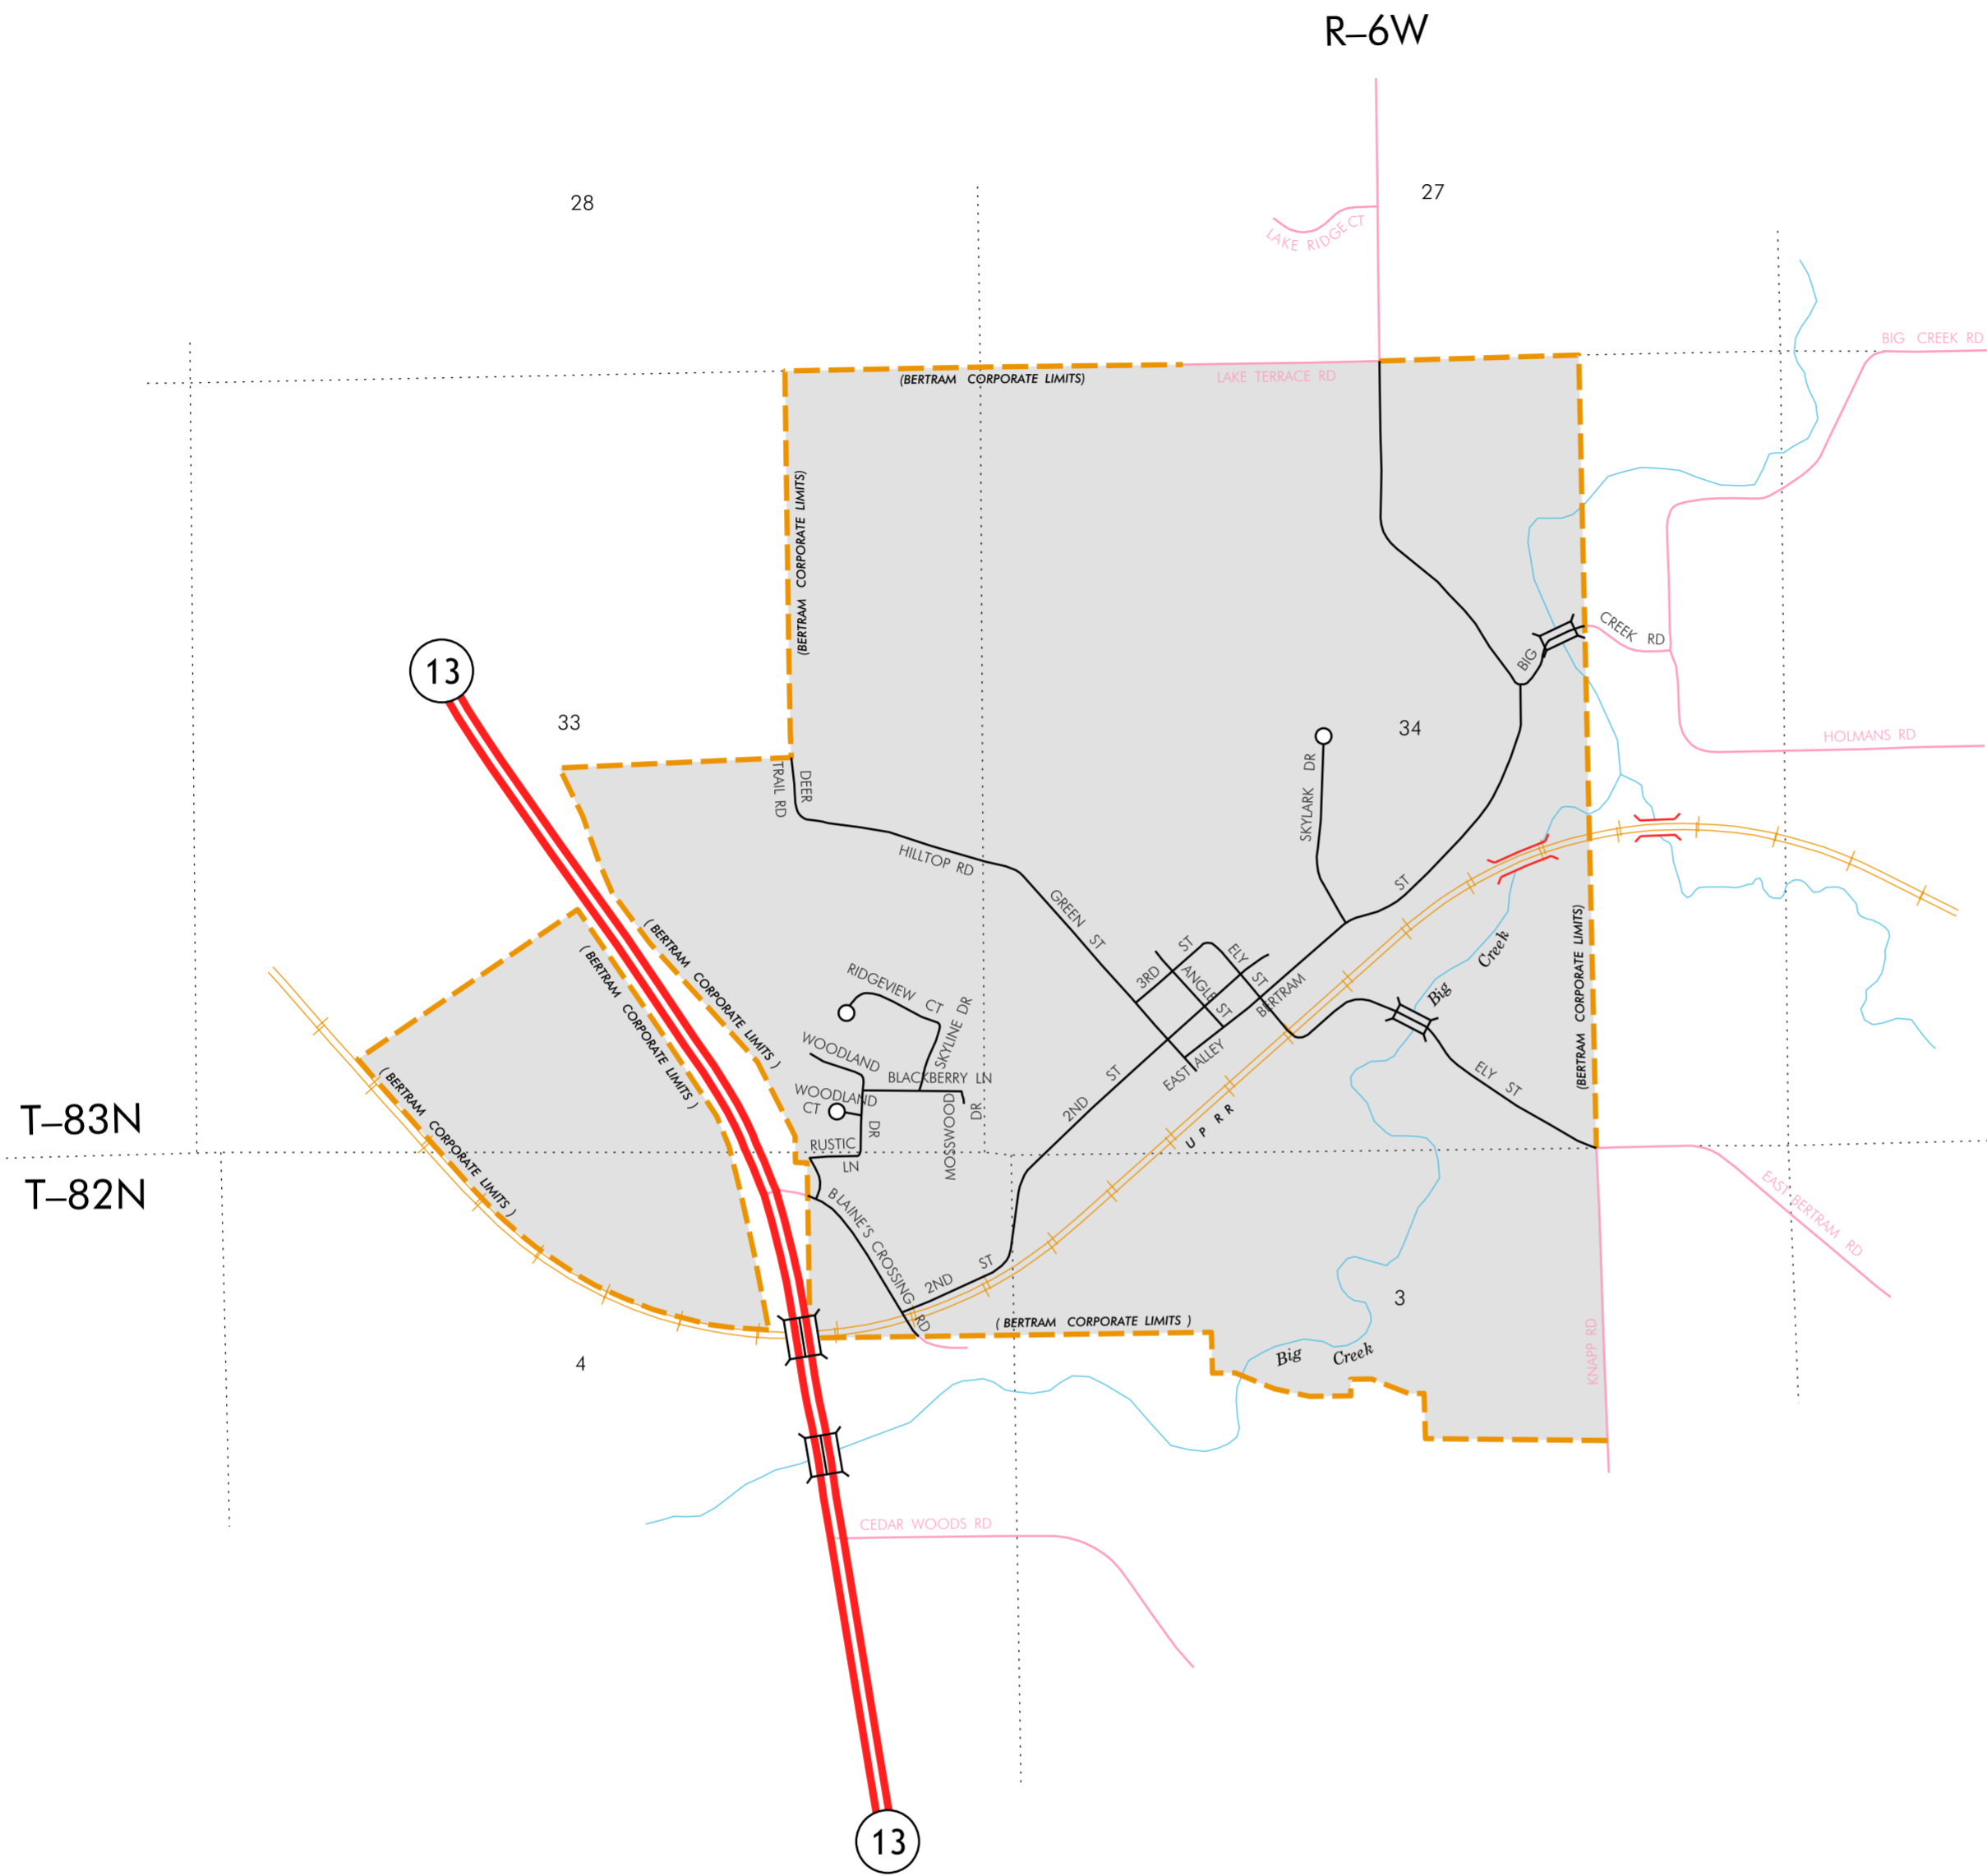 R–6W
28
27
LAKE RIDGE CT
BIG CREEK RD
(BERTRAM CORPORATE LIMITS)
LAKE TERRACE RD
(BERTRAM CORPORATE LIMITS)
CREEK RD
BIG
13
33
34
HOLMANS RD
DEER
TRAIL RD
SKYLARK DR
HILLTOP RD
GREEN ST
ST
( BERTRAM CORPORATE LIMITS )
( BERTRAM CORPORATE LIMITS )
(BERTRAM CORPORATE LIMITS)
3RD ST
ELY ST
ANGLE ST
BERTRAM
Big Creek
RIDGEVIEW CT
SKYLINE DR
WOODLAND
BLACKBERRY LN
WOODLAND
CT
DR
MOSSWOOD
DR
RUSTIC
LN
EAST ALLEY
2ND ST
U P R R
ELY ST
( BERTRAM CORPORATE LIMITS )
T–83N
T–82N
BLAINE'S CROSSING RD
2ND ST
EAST BERTRAM RD
3
( BERTRAM CORPORATE LIMITS )
KNAPP RD
4
Big Creek
CEDAR WOODS RD
13